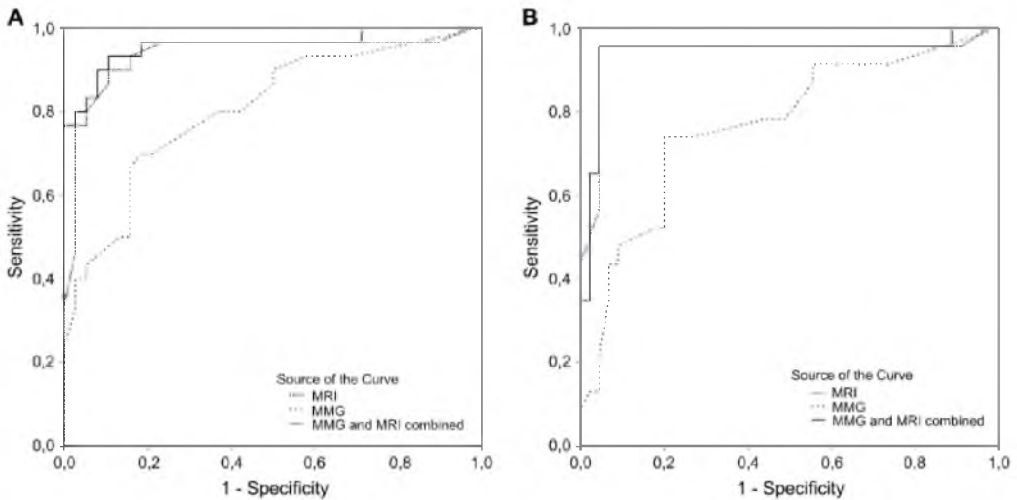 A
1,0
0,8
0,6
0,4
0,2
0,0
Sensitivity
0,0 0,2 0,4 0,6 0,8 1,0
1 - Specificity
Source of the Curve
MRI
MMG
MMG and MRI combined
B
1,0
0,8
0,6
0,4
0,2
0,0
Sensitivity
0,0 0,2 0,4 0,6 0,8 1,0
1 - Specificity
Source of the Curve
MRI
MMG
MMG and MRI combined